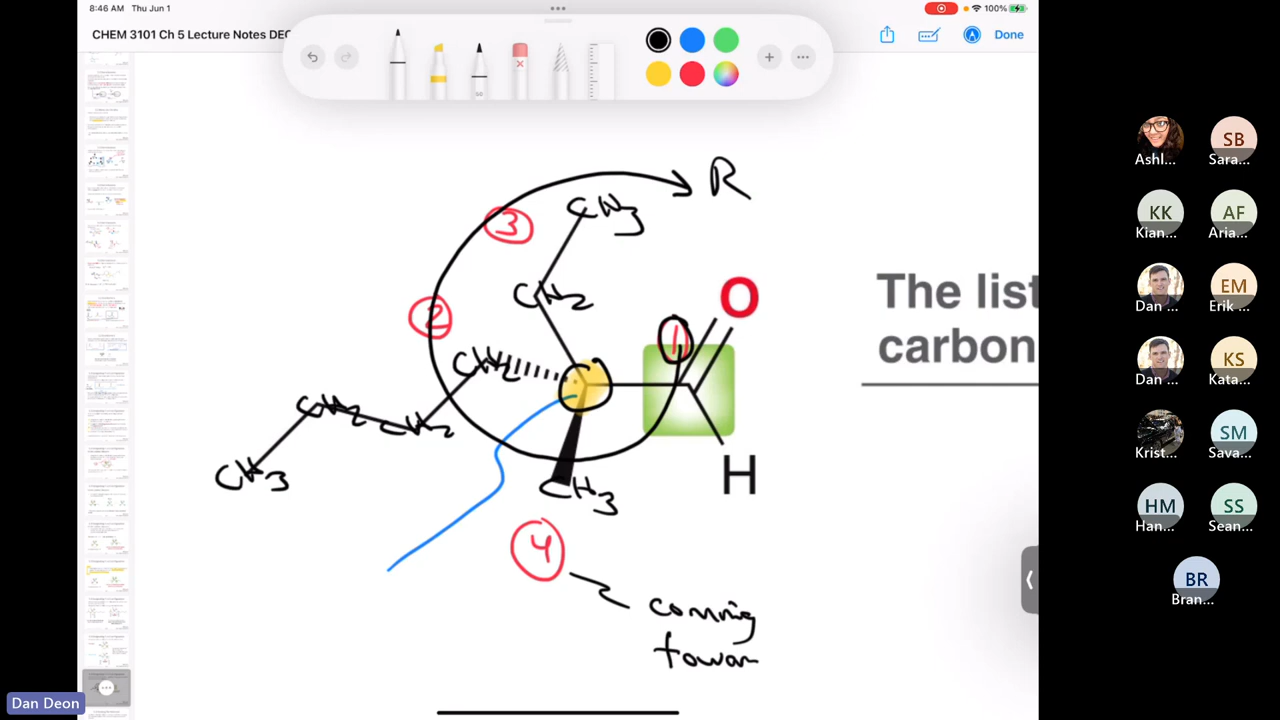 8:46 AM Thu Jun 1
100%
CHEM 3101 Ch 5 Lecture Notes DEC
Done
R
3
CH3
CH2
O
2
1
CH2
CH2
CH2
CH3
CH3
H
4
coming
towar
The list
carbon
Ashl...
SB
Sara...
KK
Kian...
AF
Aria...
Dan ...
EM
Erik ...
Dan ...
KS
Kata...
Krist...
SM
Sava...
HM
Han...
SS
Sean...
BR
Bran...
Dan Deon